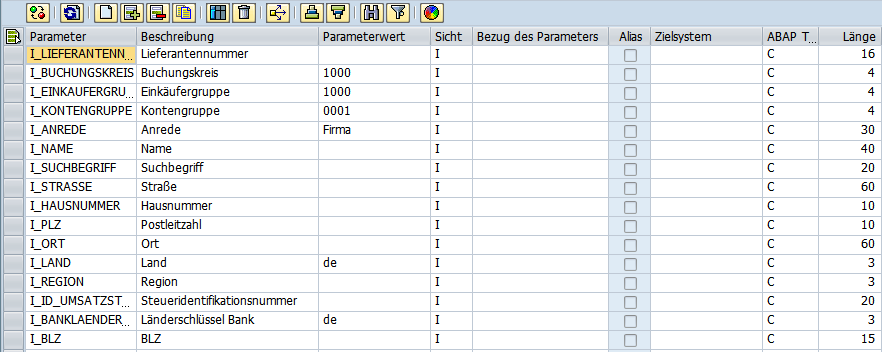 Parameter Beschreibung Parameterwert Sicht Bezug des Parameters Alias Zielsystem ABAP T... Länge
I_LIEFERANTENN... Lieferantennummer I C 16
I_BUCHUNGSKREIS Buchungskreis 1000 I C 4
I_EINKAUFERGRU... Einkäufergruppe 1000 I C 4
I_KONTENGRUPPE Kontengruppe 0001 I C 4
I_ANREDE Anrede Firma I C 30
I_NAME Name I C 40
I_SUCHBEGRIFF Suchbegriff I C 20
I_STRASSE Straße I C 60
I_HAUSNUMMER Hausnummer I C 10
I_PLZ Postleitzahl I C 10
I_ORT Ort I C 60
I_LAND Land de I C 3
I_REGION Region I C 3
I_ID_UMSATZST... Steueridentifikationsnummer I C 20
I_BANKLAENDER... Länderschlüssel Bank de I C 3
I_BLZ BLZ I C 15